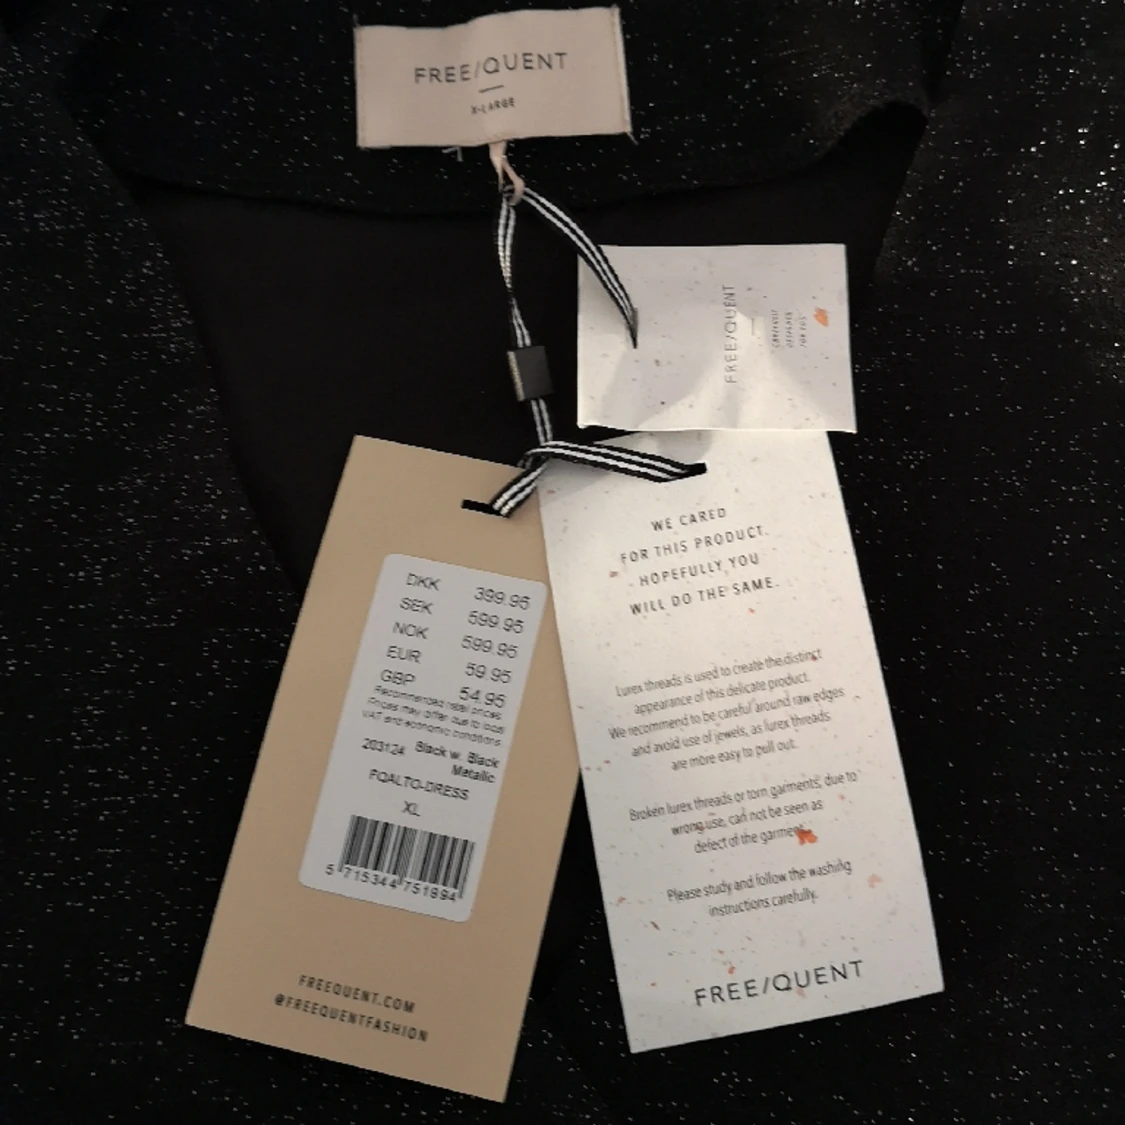 FREE/QUENT
X-LARGE
FREE/QUENT
CAREFULLY
DESIGNED
FOR YOU
WE CARED
FOR THIS PRODUCT.
HOPEFULLY YOU
WILL DO THE SAME.
Lurex threads is used to create the distinct
appearance of this delicate product.
We recommend to be careful around raw edges
and avoid use of jewels, as lurex threads
are more easy to pull out.
Broken lurex threads or torn garments, due to
wrong use, can not be seen as
defect of the garment.
Please study and follow the washing
instructions carefully.
FREE/QUENT
DKK 399.95
SEK 599.95
NOK 599.95
EUR 59.95
GBP 54.95
Recommended retail prices.
Prices may differ due to local
VAT and economic conditions.
203124 Black w. Black
Metallic
FQALTO-DRESS
XL
5 715344 751994
FREEQUENT.COM
@FREEQUENTFASHION